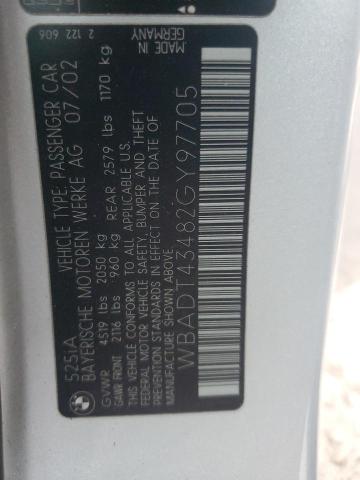 525iA VEHICLE TYPE: PASSENGER CAR
BAYERISCHE MOTOREN WERKE AG 07/02
GVWR 4519 lbs 2050 kg
GAWR FRONT 2116 lbs 960 kg REAR 2579 lbs 1170 kg
THIS VEHICLE CONFORMS TO ALL APPLICABLE U.S.
FEDERAL MOTOR VEHICLE SAFETY, BUMPER AND THEFT
PREVENTION STANDARDS IN EFFECT ON THE DATE OF
MANUFACTURE SHOWN ABOVE.
WBADT43482GY97705
2 122 606
MADE IN
GERMANY